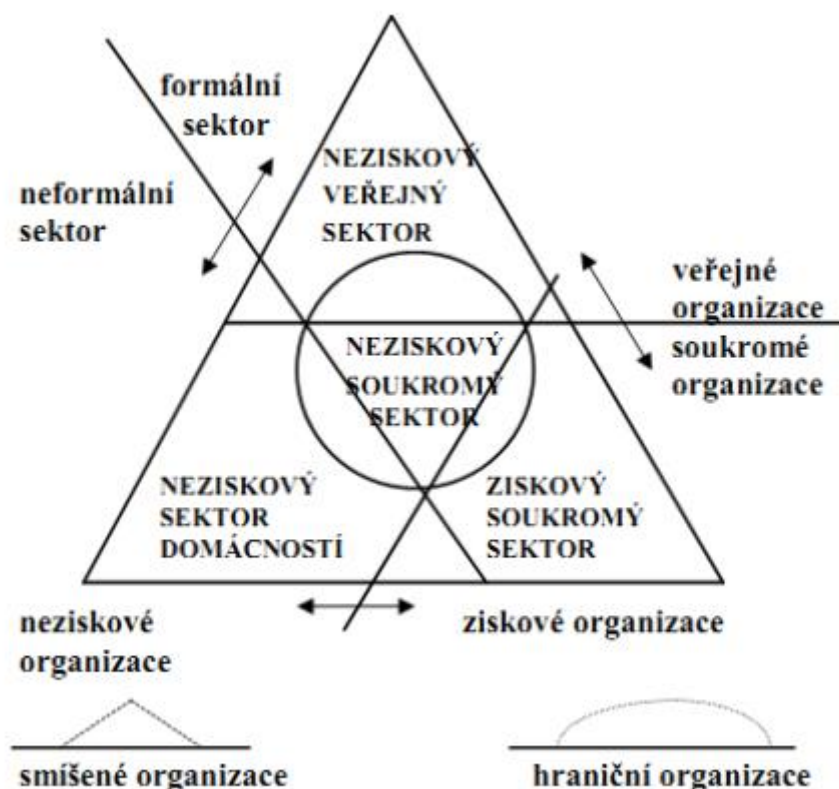 formální
sektor
neformální
sektor
NEZISKOVÝ
VEŘEJNÝ
SEKTOR
veřejné
organizace
soukromé
organizace
NEZISKOVÝ
SOUKROMÝ
SEKTOR
NEZISKOVÝ
SEKTOR
DOMÁCNOSTÍ
ZISKOVÝ
SOUKROMÝ
SEKTOR
neziskové
organizace
ziskové organizace
smíšené organizace
hraniční organizace